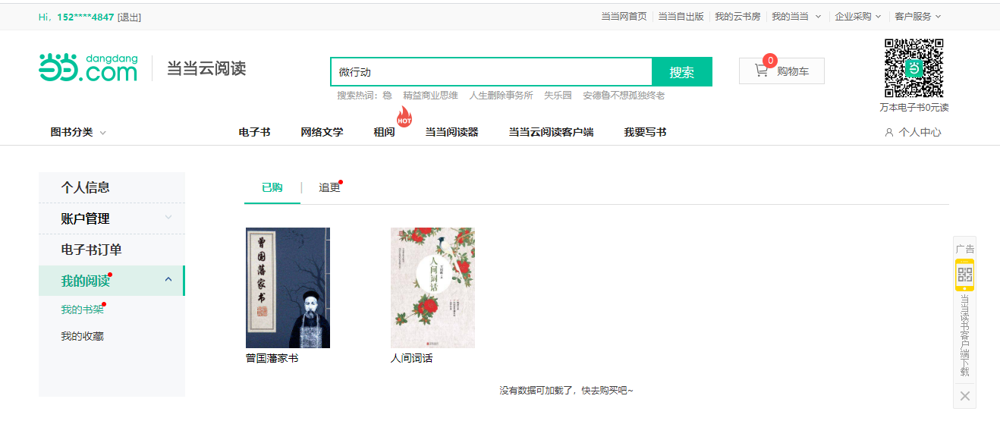 Hi，152****4847 [退出]
当当网首页 当当自出版 我的云书房 我的当当 企业采购 客户服务
当当 dangdang .com
当当云阅读
微行动 搜索
0 购物车
搜索热词：稳 精益商业思维 人生删除事务所 失乐园 安德鲁不想孤独终老
万本电子书0元读
图书分类 电子书 网络文学 租阅 HOT 当当阅读器 当当云阅读客户端 我要写书 个人中心
个人信息
账户管理
电子书订单
我的阅读
我的书架
我的收藏
已购 | 追更
曾国藩家书
曾国藩家书
人间词话
人间词话
没有数据可加载了，快去购买吧~
广告
当当读书客户端下载